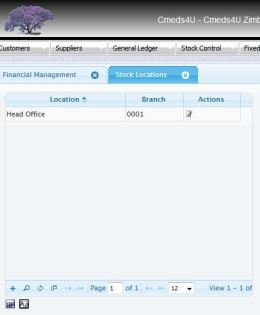 Cmeds4U - Cmeds4U Zimb
Customers Suppliers General Ledger Stock Control Fixed
Financial Management Stock Locations
Location Branch Actions
Head Office 0001
Page 1 of 1 12 View 1 - 1 of